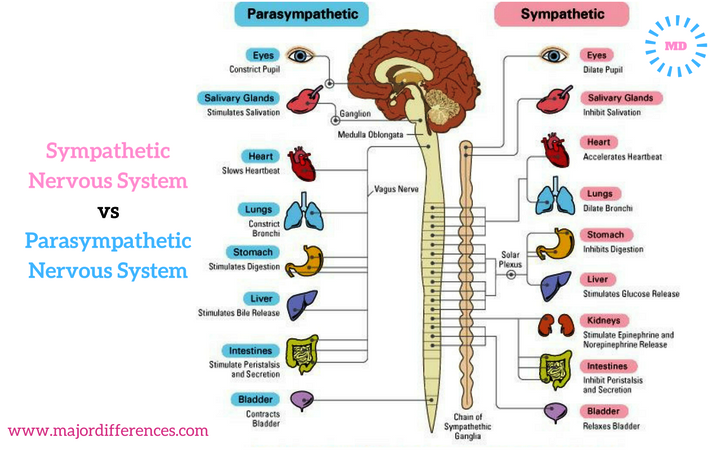 Parasympathetic
Sympathetic
MD
Sympathetic
Nervous System
vs
Parasympathetic
Nervous System
www.majordifferences.com
Eyes
Constrict Pupil
Salivary Glands
Stimulates Salivation
Heart
Slows Heartbeat
Lungs
Constrict
Bronchi
Stomach
Stimulates Digestion
Liver
Stimulates Bile Release
Intestines
Stimulate Peristalsis
and Secretion
Bladder
Contracts
Bladder
Ganglion
Medulla Oblongata
Vagus Nerve
Solar
Plexus
Chain of
Sympathethic
Ganglia
Eyes
Dilate Pupil
Salivary Glands
Inhibit Salivation
Heart
Accelerates Heartbeat
Lungs
Dilate Bronchi
Stomach
Inhibits Digestion
Liver
Stimulates Glucose Release
Kidneys
Stimulate Epinephrine and
Norepinephrine Release
Intestines
Inhibit Peristalsis
and Secretion
Bladder
Relaxes Bladder